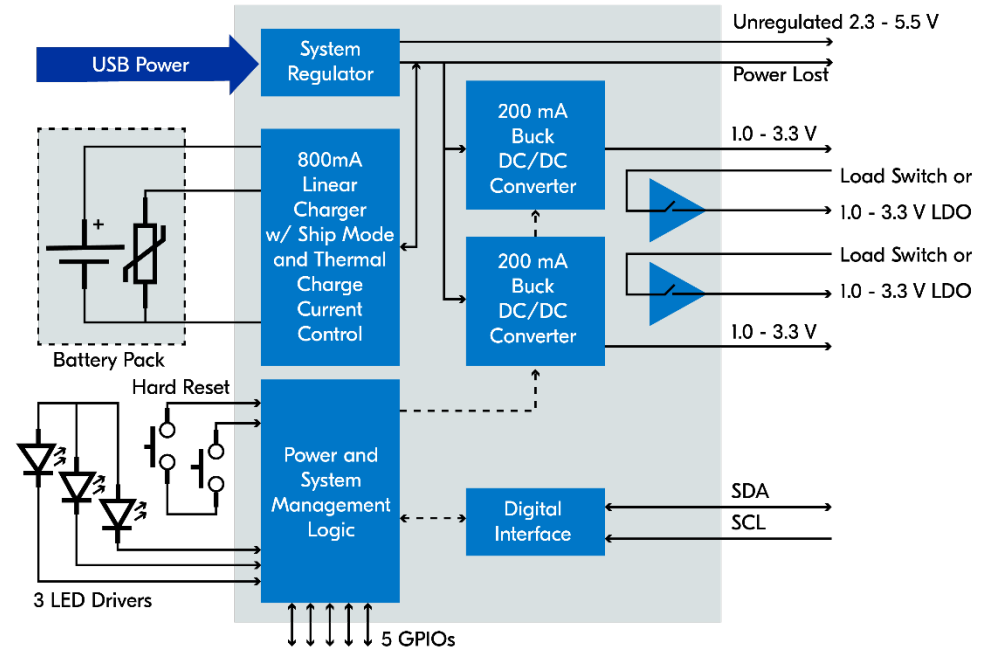 Unregulated 2.3 - 5.5 V
USB Power
System
Regulator
Power Lost
200 mA
Buck
DC/DC
Converter
1.0 - 3.3 V
800mA
Linear
Charger
w/ Ship Mode
and Thermal
Charge
Current
Control
Load Switch or
1.0 - 3.3 V LDO
+
200 mA
Buck
DC/DC
Converter
Load Switch or
1.0 - 3.3 V LDO
1.0 - 3.3 V
Battery Pack
Hard Reset
Power and
System
Management
Logic
Digital
Interface
SDA
SCL
3 LED Drivers
5 GPIOs